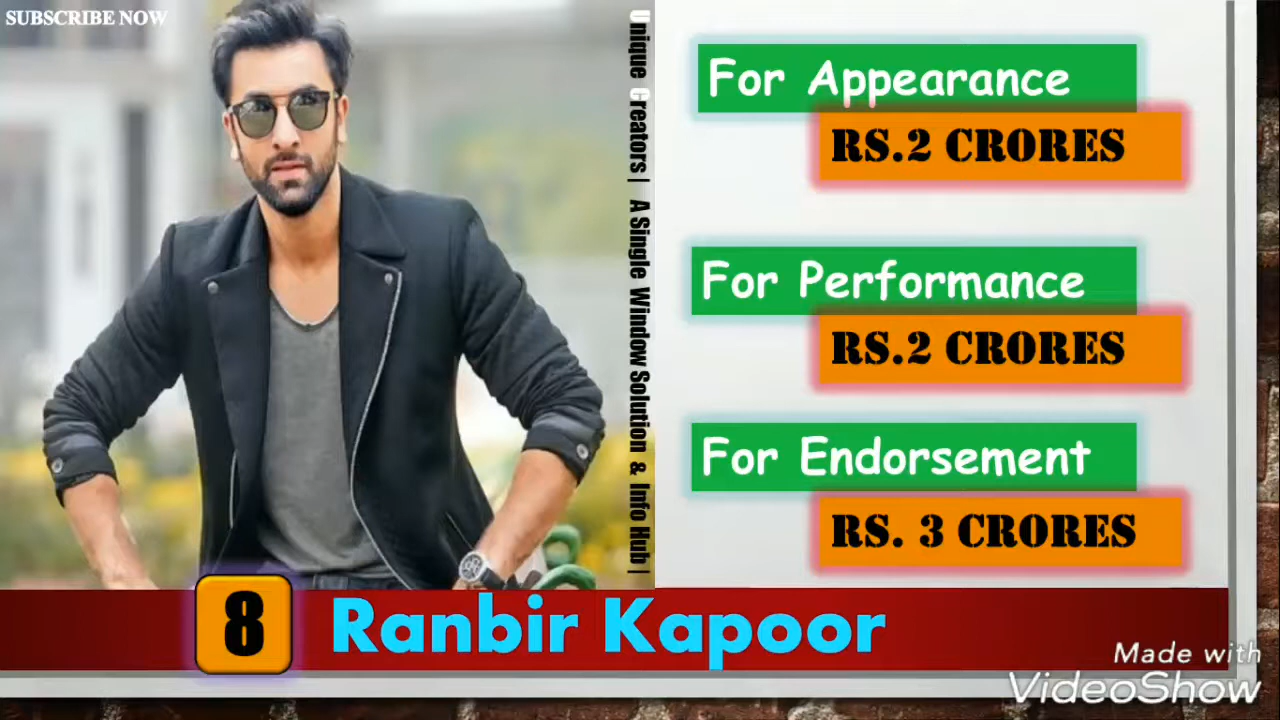 SUBSCRIBE NOW
Unique Creators | A Single Window Solution & Info Hub |
For Appearance
RS.2 CRORES
For Performance
RS.2 CRORES
For Endorsement
RS. 3 CRORES
8 Ranbir Kapoor
Made with
VideoShow